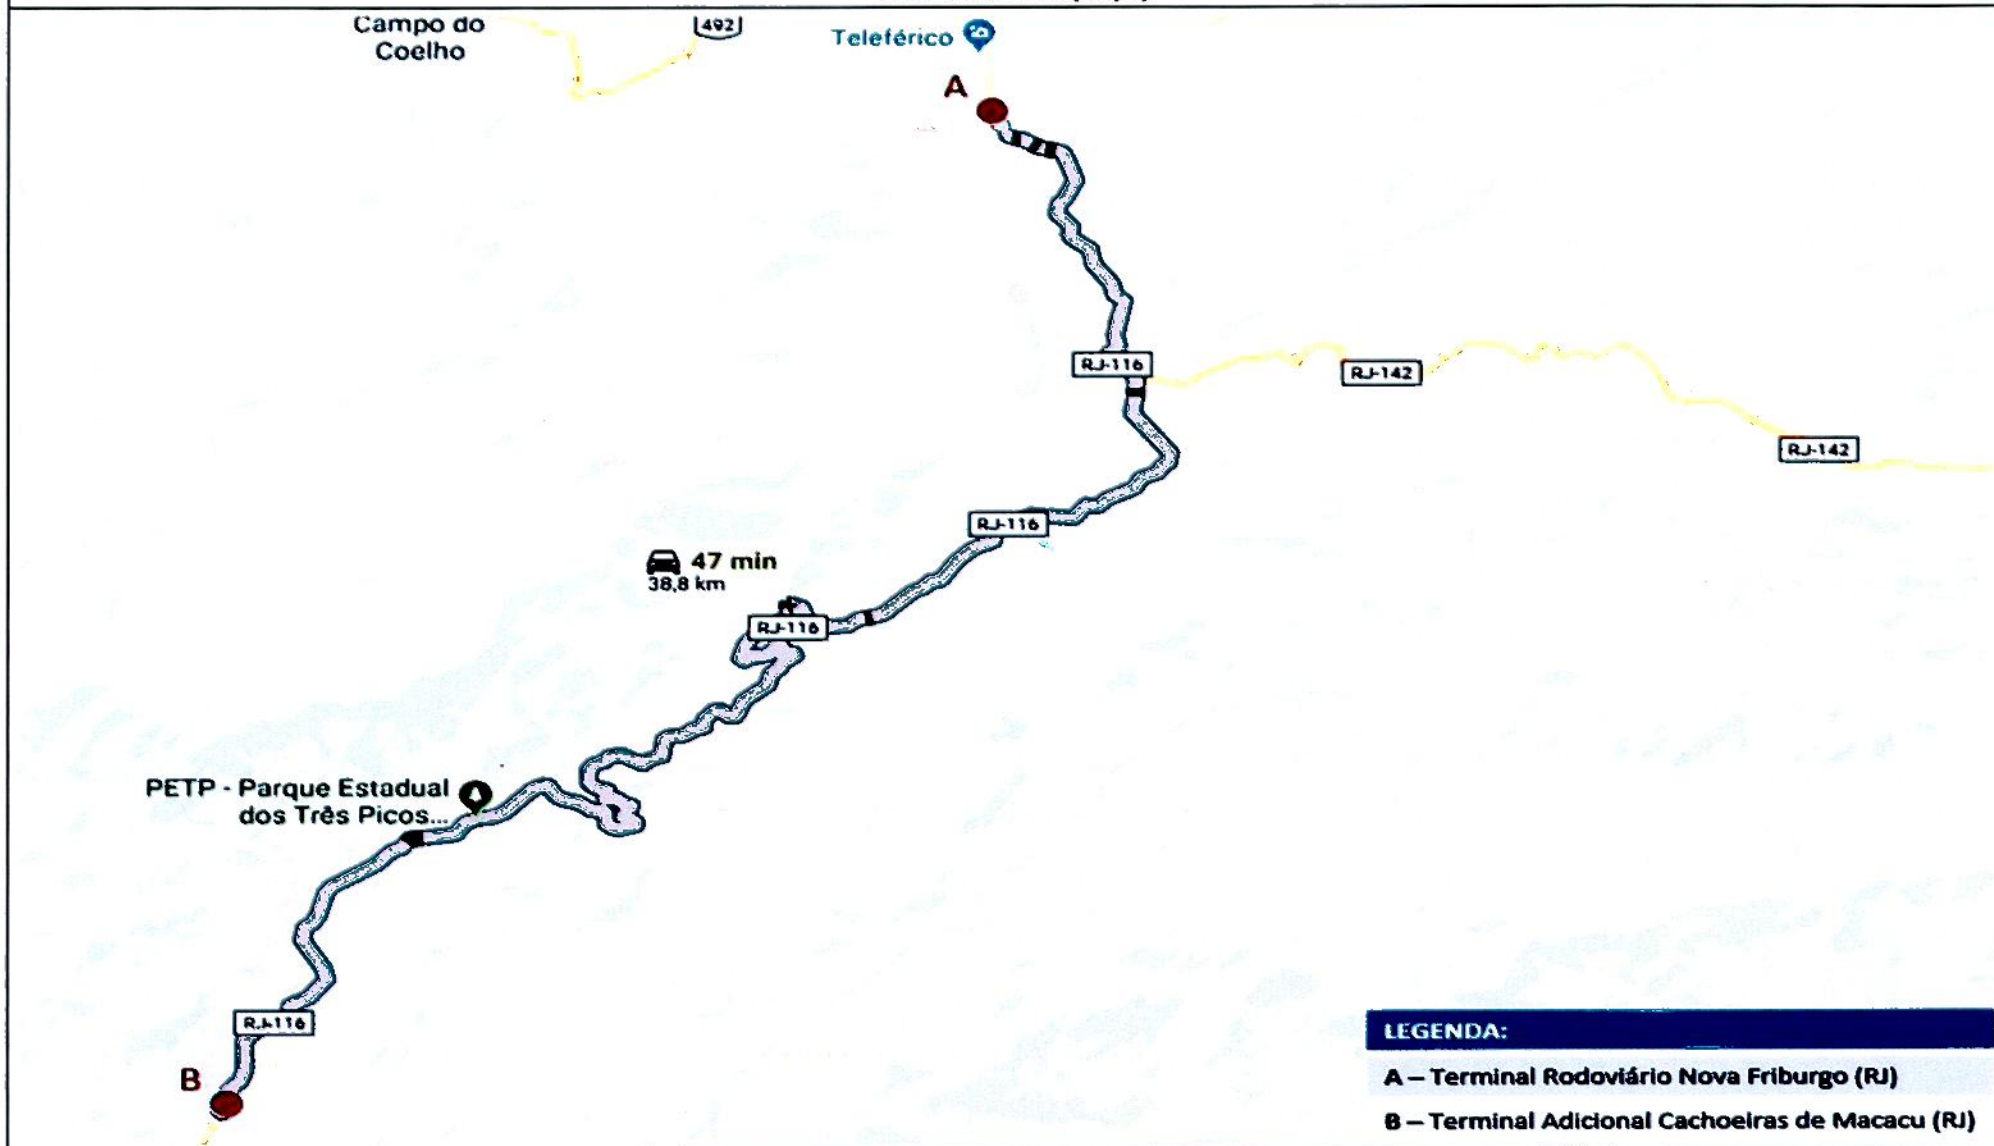 Campo do
Coelho
492
Teleférico
A
RJ-116
RJ-142
RJ-142
RJ-116
47 min
38,8 km
RJ-116
PETP - Parque Estadual
dos Três Picos...
RJ-116
B
LEGENDA:
A – Terminal Rodoviário Nova Friburgo (RJ)
B – Terminal Adicional Cachoeiras de Macacu (RJ)